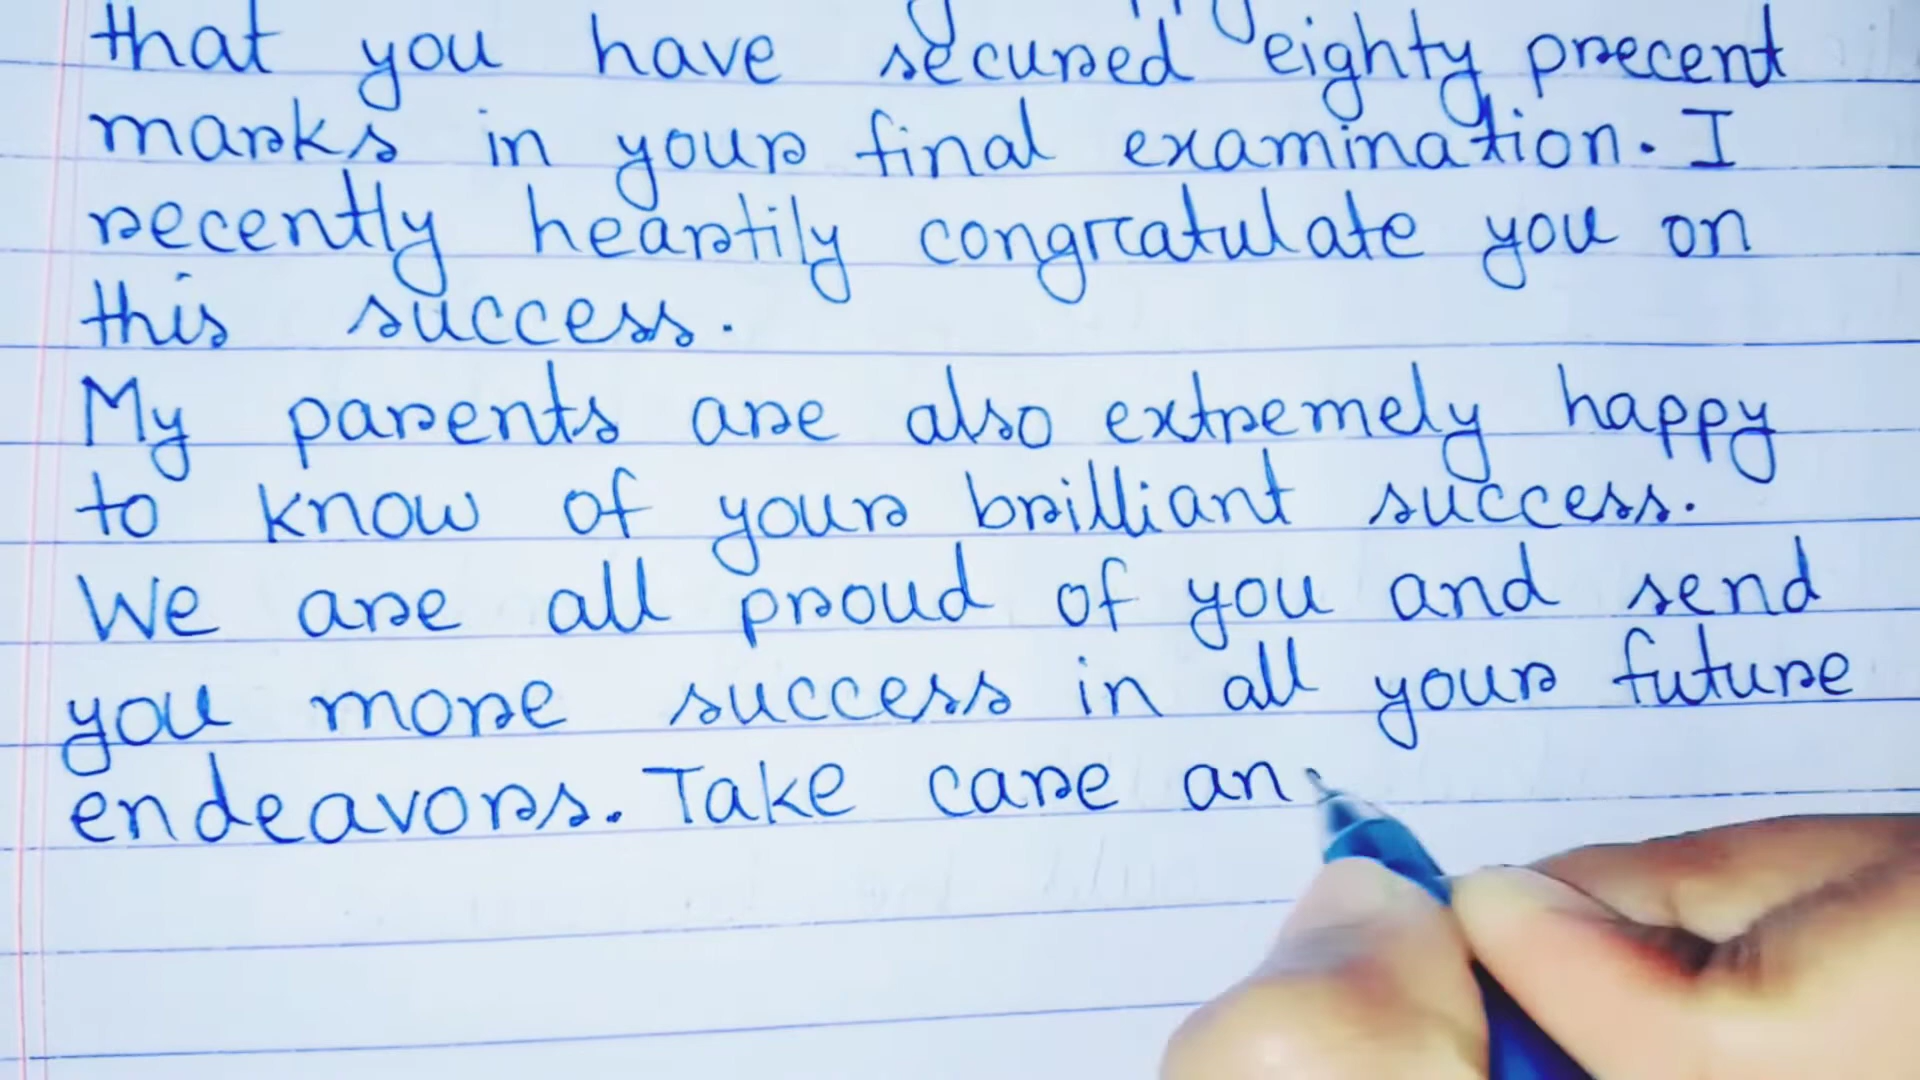 that you have secured eighty precent
marks in your final examination. I
recently heartily congratulate you on
this success.
My parents are also extremely happy
to know of your brilliant success.
We are all proud of you and send
you more success in all your future
endeavors. Take care an